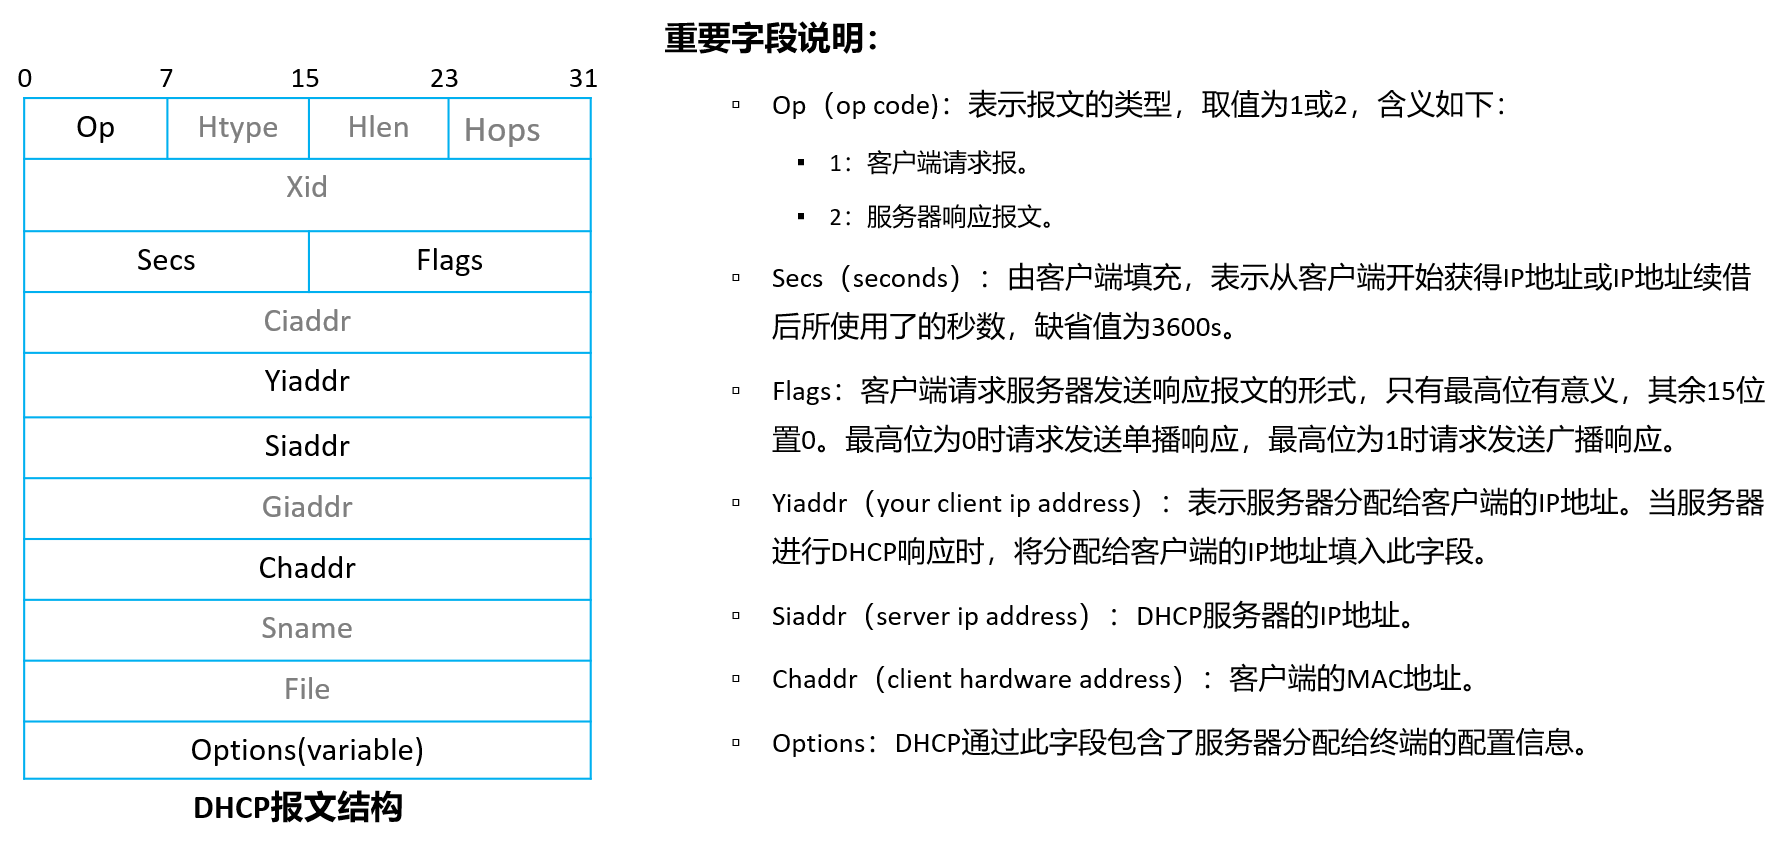 0 7 15 23 31
Op Htype Hlen Hops
Xid
Secs Flags
Ciaddr
Yiaddr
Siaddr
Giaddr
Chaddr
Sname
File
Options(variable)
DHCP报文结构
重要字段说明：
▫ Op（op code)：表示报文的类型，取值为1或2，含义如下：
▪ 1：客户端请求报。
▪ 2：服务器响应报文。
▫ Secs（seconds）：由客户端填充，表示从客户端开始获得IP地址或IP地址续借
后所使用了的秒数，缺省值为3600s。
▫ Flags：客户端请求服务器发送响应报文的形式，只有最高位有意义，其余15位
置0。最高位为0时请求发送单播响应，最高位为1时请求发送广播响应。
▫ Yiaddr（your client ip address）：表示服务器分配给客户端的IP地址。当服务器
进行DHCP响应时，将分配给客户端的IP地址填入此字段。
▫ Siaddr（server ip address）：DHCP服务器的IP地址。
▫ Chaddr（client hardware address）：客户端的MAC地址。
▫ Options：DHCP通过此字段包含了服务器分配给终端的配置信息。